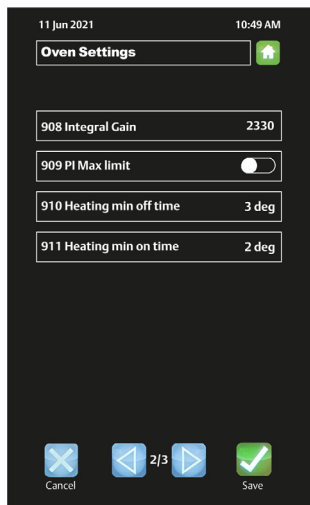 11 Jun 2021 10:49 AM
Oven Settings
908 Integral Gain 2330
909 PI Max limit
910 Heating min off time 3 deg
911 Heating min on time 2 deg
2/3
Cancel Save